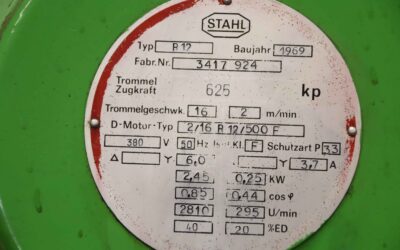 STAHL
Typ R 12 Baujahr 1969
Fabr.Nr. 3417 924
Trommel
Zugkraft 625 kp
Trommelgeschwk. 16 2 m/min
D-Motor-Typ 2/16 R 12/500 F
380 V 50 Hz Kl. F Schutzart P 33
Δ Y 6,0 Y 3,7 A
2,45 0,25 KW
0,85 0,44 cos φ
2810 295 U/min
40 20 %ED